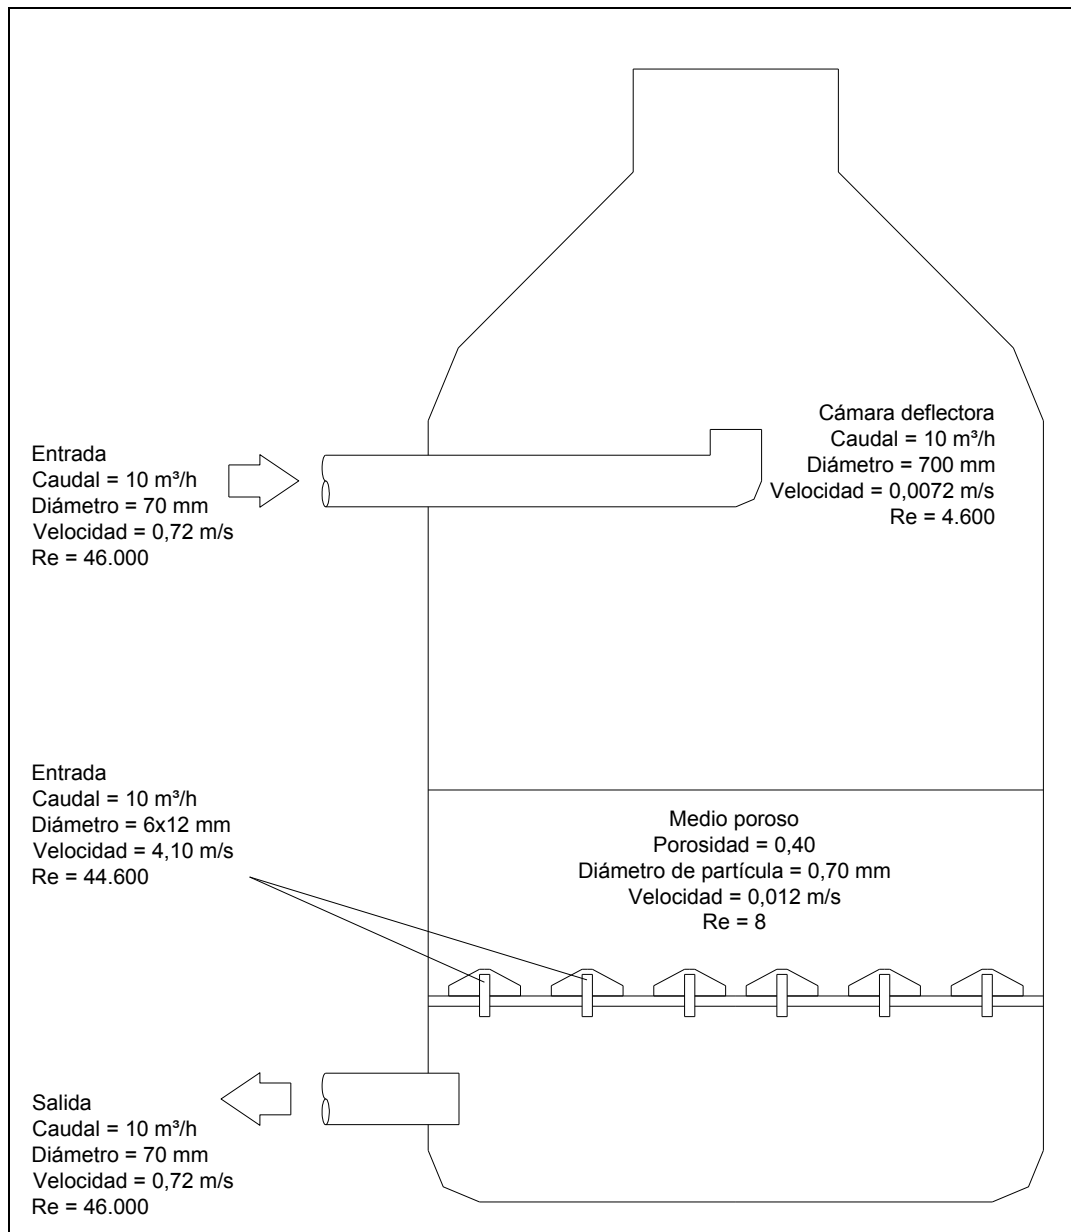 Entrada
Caudal = 10 m³/h
Diámetro = 70 mm
Velocidad = 0,72 m/s
Re = 46.000
Cámara deflectora
Caudal = 10 m³/h
Diámetro = 700 mm
Velocidad = 0,0072 m/s
Re = 4.600
Entrada
Caudal = 10 m³/h
Diámetro = 6x12 mm
Velocidad = 4,10 m/s
Re = 44.600
Medio poroso
Porosidad = 0,40
Diámetro de partícula = 0,70 mm
Velocidad = 0,012 m/s
Re = 8
Salida
Caudal = 10 m³/h
Diámetro = 70 mm
Velocidad = 0,72 m/s
Re = 46.000